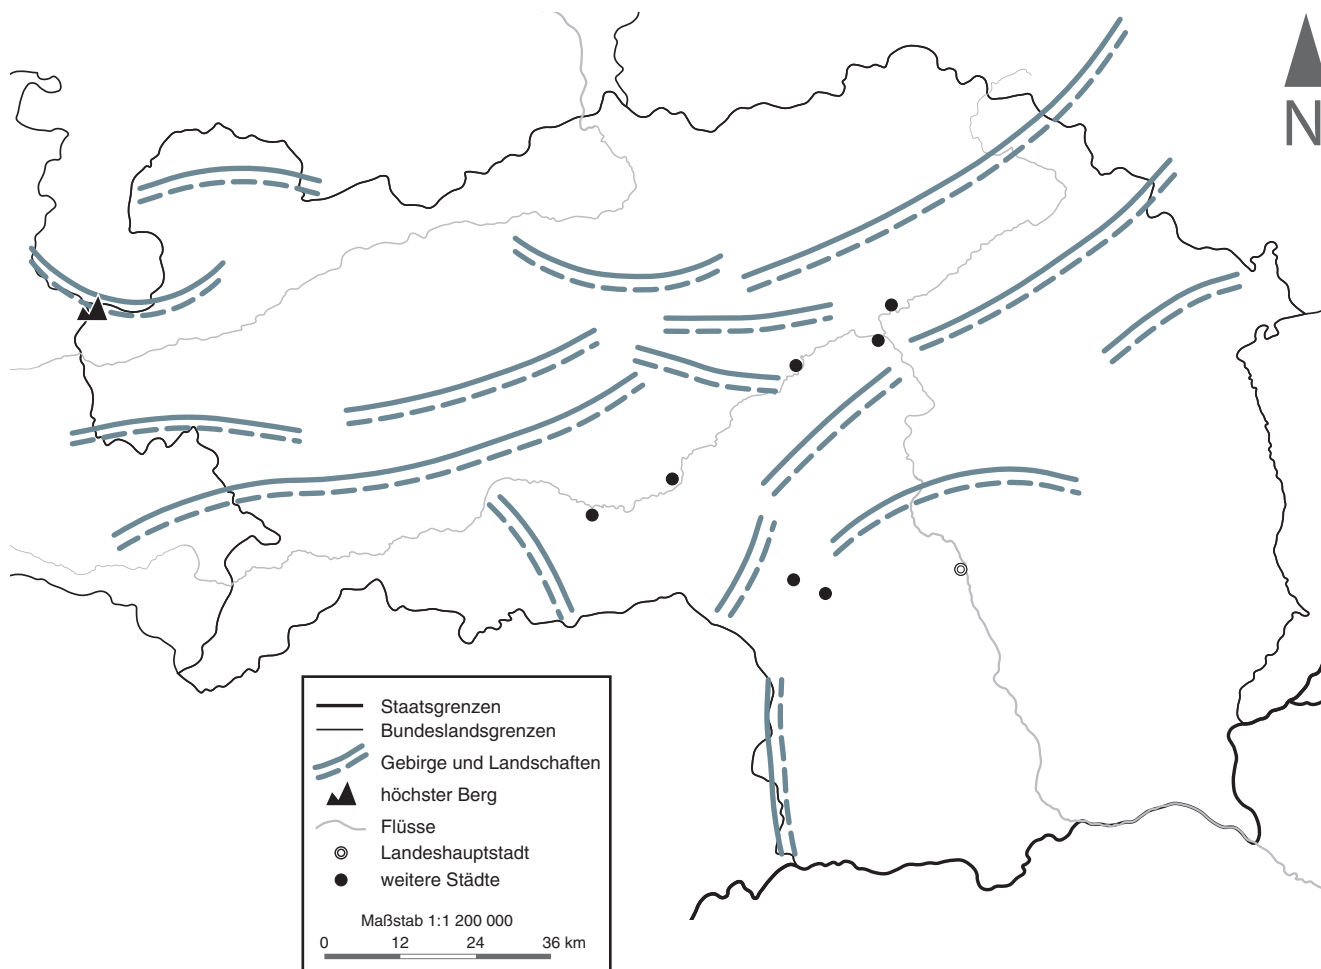 N
Staatsgrenzen
Bundeslandsgrenzen
Gebirge und Landschaften
höchster Berg
Flüsse
Landeshauptstadt
weitere Städte
Maßstab 1:1 200 000
0 12 24 36 km